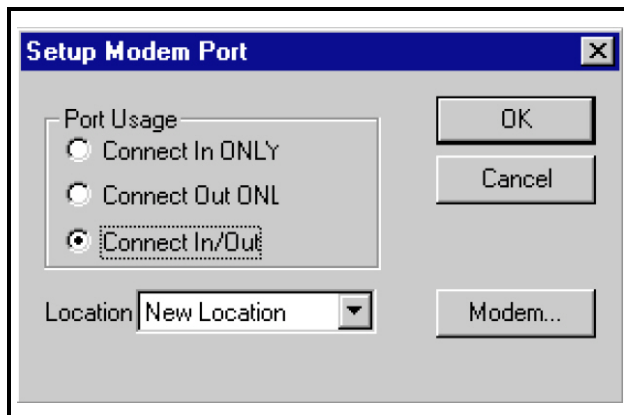 Setup Modem Port
Port Usage
Connect In ONLY
Connect Out ONL
Connect In/Out
OK
Cancel
Location New Location
Modem...